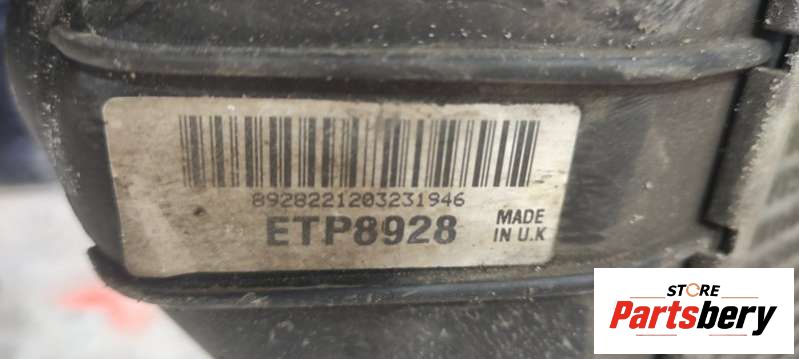 8928221203231946
ETP8928
MADE
IN U.K
STORE
Partsbery